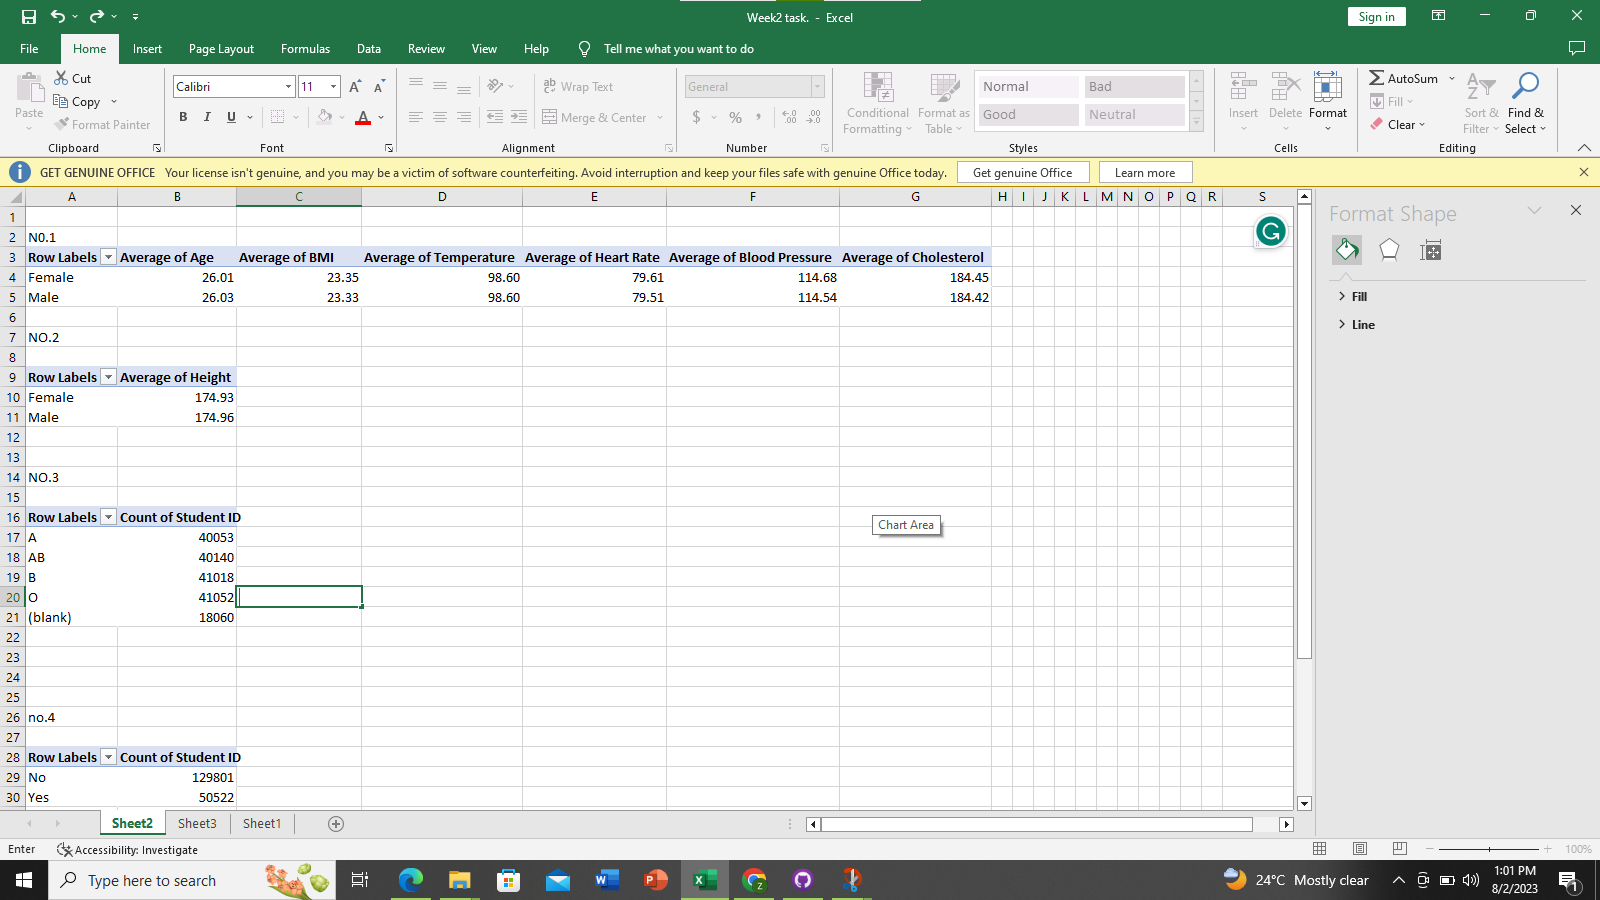 Week2 task. - Excel
Sign in
File Home Insert Page Layout Formulas Data Review View Help Tell me what you want to do
Paste
Cut
Copy
Format Painter
Clipboard
Calibri 11
A A
B I U A
Font
ab Wrap Text
Merge & Center
Alignment
General
$ % ,
Number
Conditional Formatting
Format as Table
Normal Bad
Good Neutral
Styles
Insert Delete Format
Cells
AutoSum
Fill
Clear
Sort & Filter
Find & Select
Editing
GET GENUINE OFFICE Your license isn't genuine, and you may be a victim of software counterfeiting. Avoid interruption and keep your files safe with genuine Office today. Get genuine Office Learn more
A B C D E F G H I J K L M N O P Q R S
1
2 N0.1
3 Row Labels Average of Age Average of BMI Average of Temperature Average of Heart Rate Average of Blood Pressure Average of Cholesterol
4 Female 26.01 23.35 98.60 79.61 114.68 184.45
5 Male 26.03 23.33 98.60 79.51 114.54 184.42
6
7 NO.2
8
9 Row Labels Average of Height
10 Female 174.93
11 Male 174.96
12
13
14 NO.3
15
16 Row Labels Count of Student ID
17 A 40053
18 AB 40140
19 B 41018
20 O 41052
21 (blank) 18060
22
23
24
25
26 no.4
27
28 Row Labels Count of Student ID
29 No 129801
30 Yes 50522
Chart Area
Format Shape
Fill
Line
Sheet2 Sheet3 Sheet1
Enter Accessibility: Investigate 100%
Type here to search
24°C Mostly clear
1:01 PM
8/2/2023
1